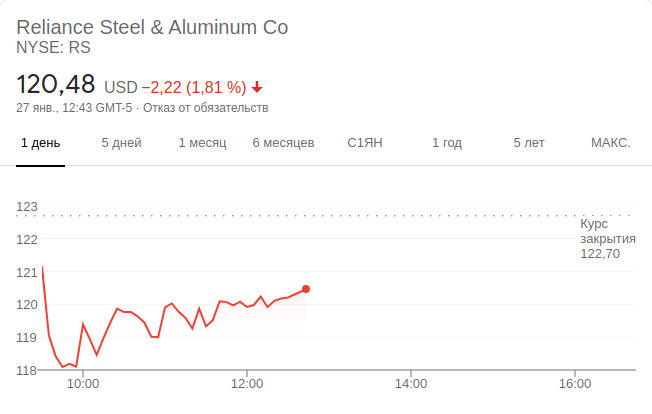 Reliance Steel & Aluminum Co
NYSE: RS
120,48 USD −2,22 (1,81 %)
27 янв., 12:43 GMT-5 · Отказ от обязательств
1 день 5 дней 1 месяц 6 месяцев С1ЯН 1 год 5 лет МАКС.
123
Курс
122 закрытия
122,70
121
120
119
118
10:00 12:00 14:00 16:00